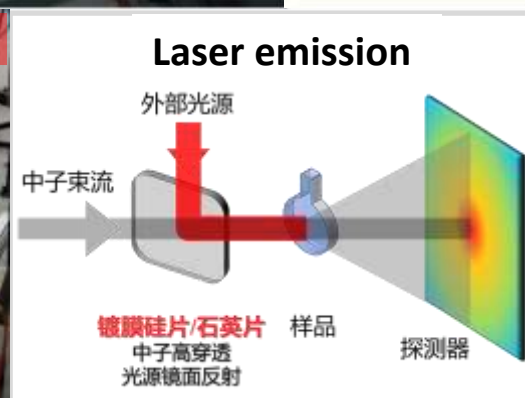 Laser emission
外部光源
中子束流
镀膜硅片/石英片
中子高穿透
光源镜面反射
样品
探测器